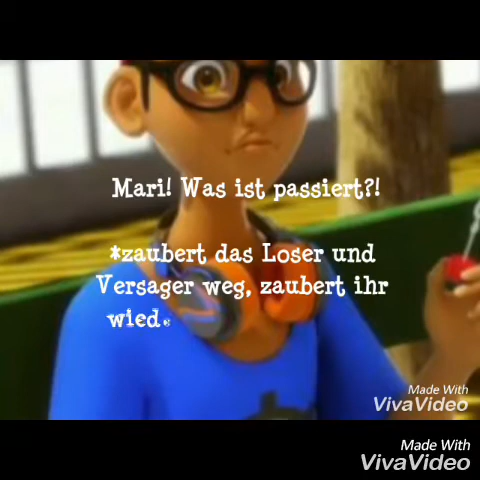 Mari! Was ist passiert?!
*zaubert das Loser und
Versager weg, zaubert ihr
wied
Made With
VivaVideo
Made With
VivaVideo